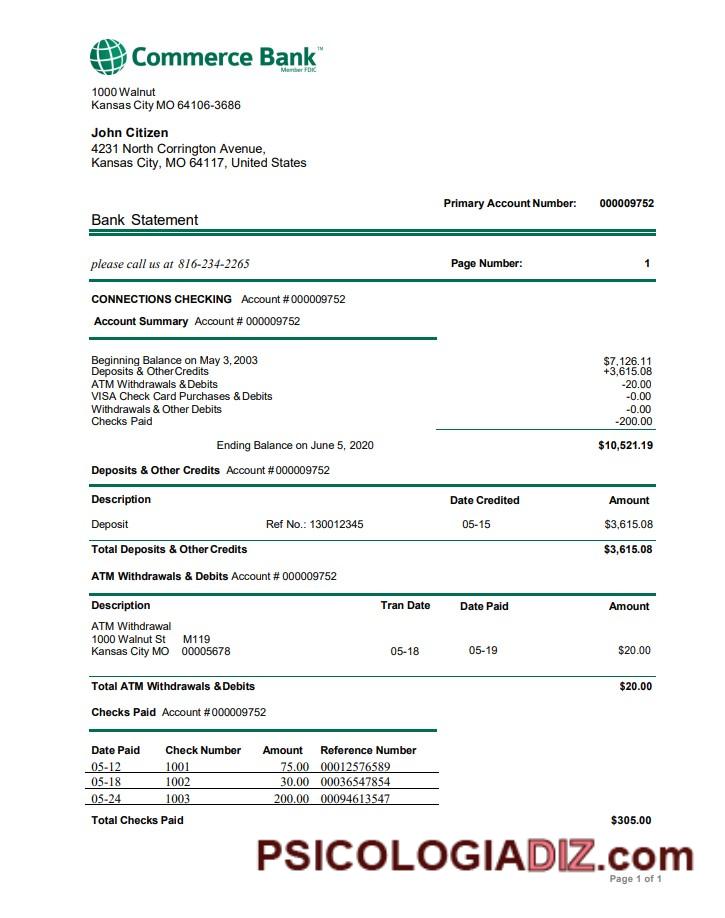 Commerce Bank™
Member FDIC
1000 Walnut
Kansas City MO 64106-3686
John Citizen
4231 North Corrington Avenue,
Kansas City, MO 64117, United States
Primary Account Number: 000009752
Bank Statement
please call us at 816-234-2265 Page Number: 1
CONNECTIONS CHECKING Account # 000009752
Account Summary Account # 000009752
Beginning Balance on May 3, 2003 $7,126.11
Deposits & Other Credits +3,615.08
ATM Withdrawals & Debits -20.00
VISA Check Card Purchases & Debits -0.00
Withdrawals & Other Debits -0.00
Checks Paid -200.00
Ending Balance on June 5, 2020 $10,521.19
Deposits & Other Credits Account # 000009752
Description Date Credited Amount
Deposit Ref No.: 130012345 05-15 $3,615.08
Total Deposits & Other Credits $3,615.08
ATM Withdrawals & Debits Account # 000009752
Description Tran Date Date Paid Amount
ATM Withdrawal
1000 Walnut St M119
Kansas City MO 00005678 05-18 05-19 $20.00
Total ATM Withdrawals & Debits $20.00
Checks Paid Account # 000009752
Date Paid Check Number Amount Reference Number
05-12 1001 75.00 00012576589
05-18 1002 30.00 00036547854
05-24 1003 200.00 00094613547
Total Checks Paid $305.00
PSICOLOGIADIZ.com
Page 1 of 1